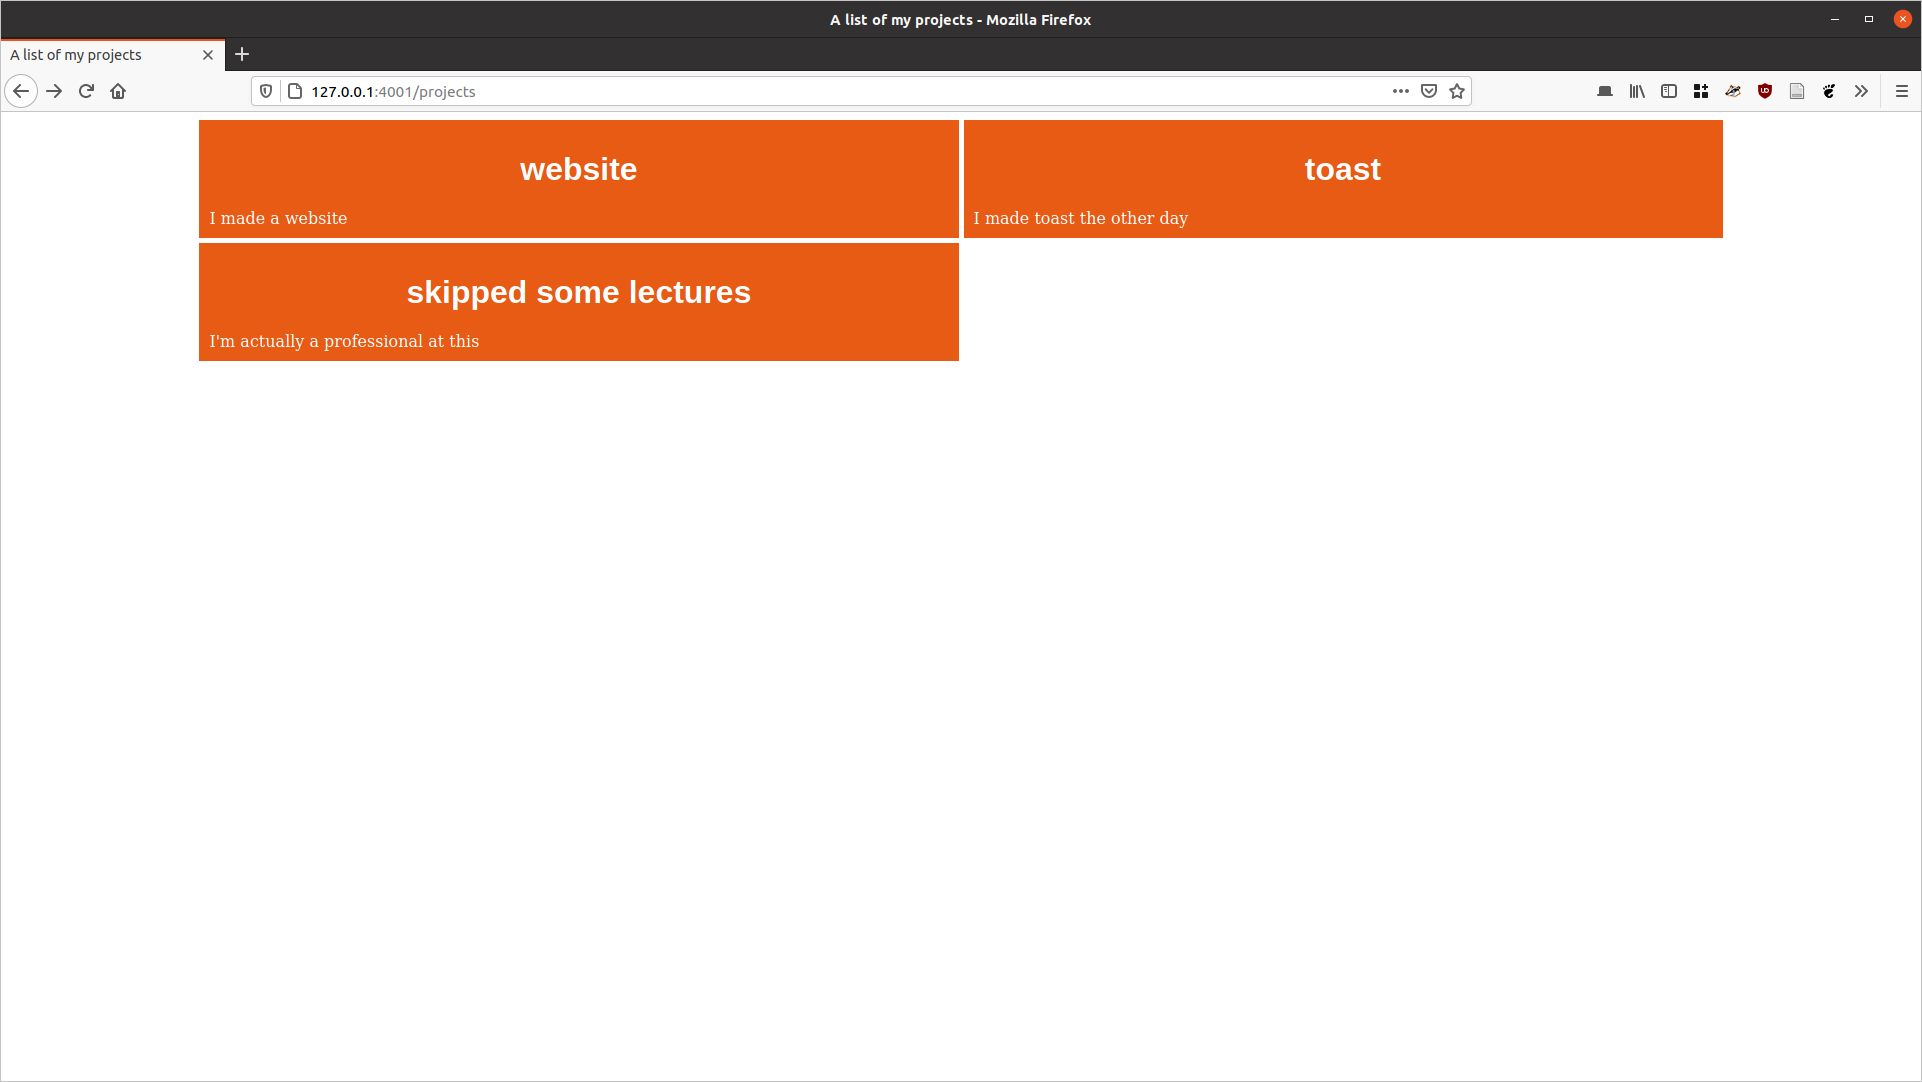 A list of my projects - Mozilla Firefox
A list of my projects
127.0.0.1:4001/projects
website
I made a website
toast
I made toast the other day
skipped some lectures
I'm actually a professional at this